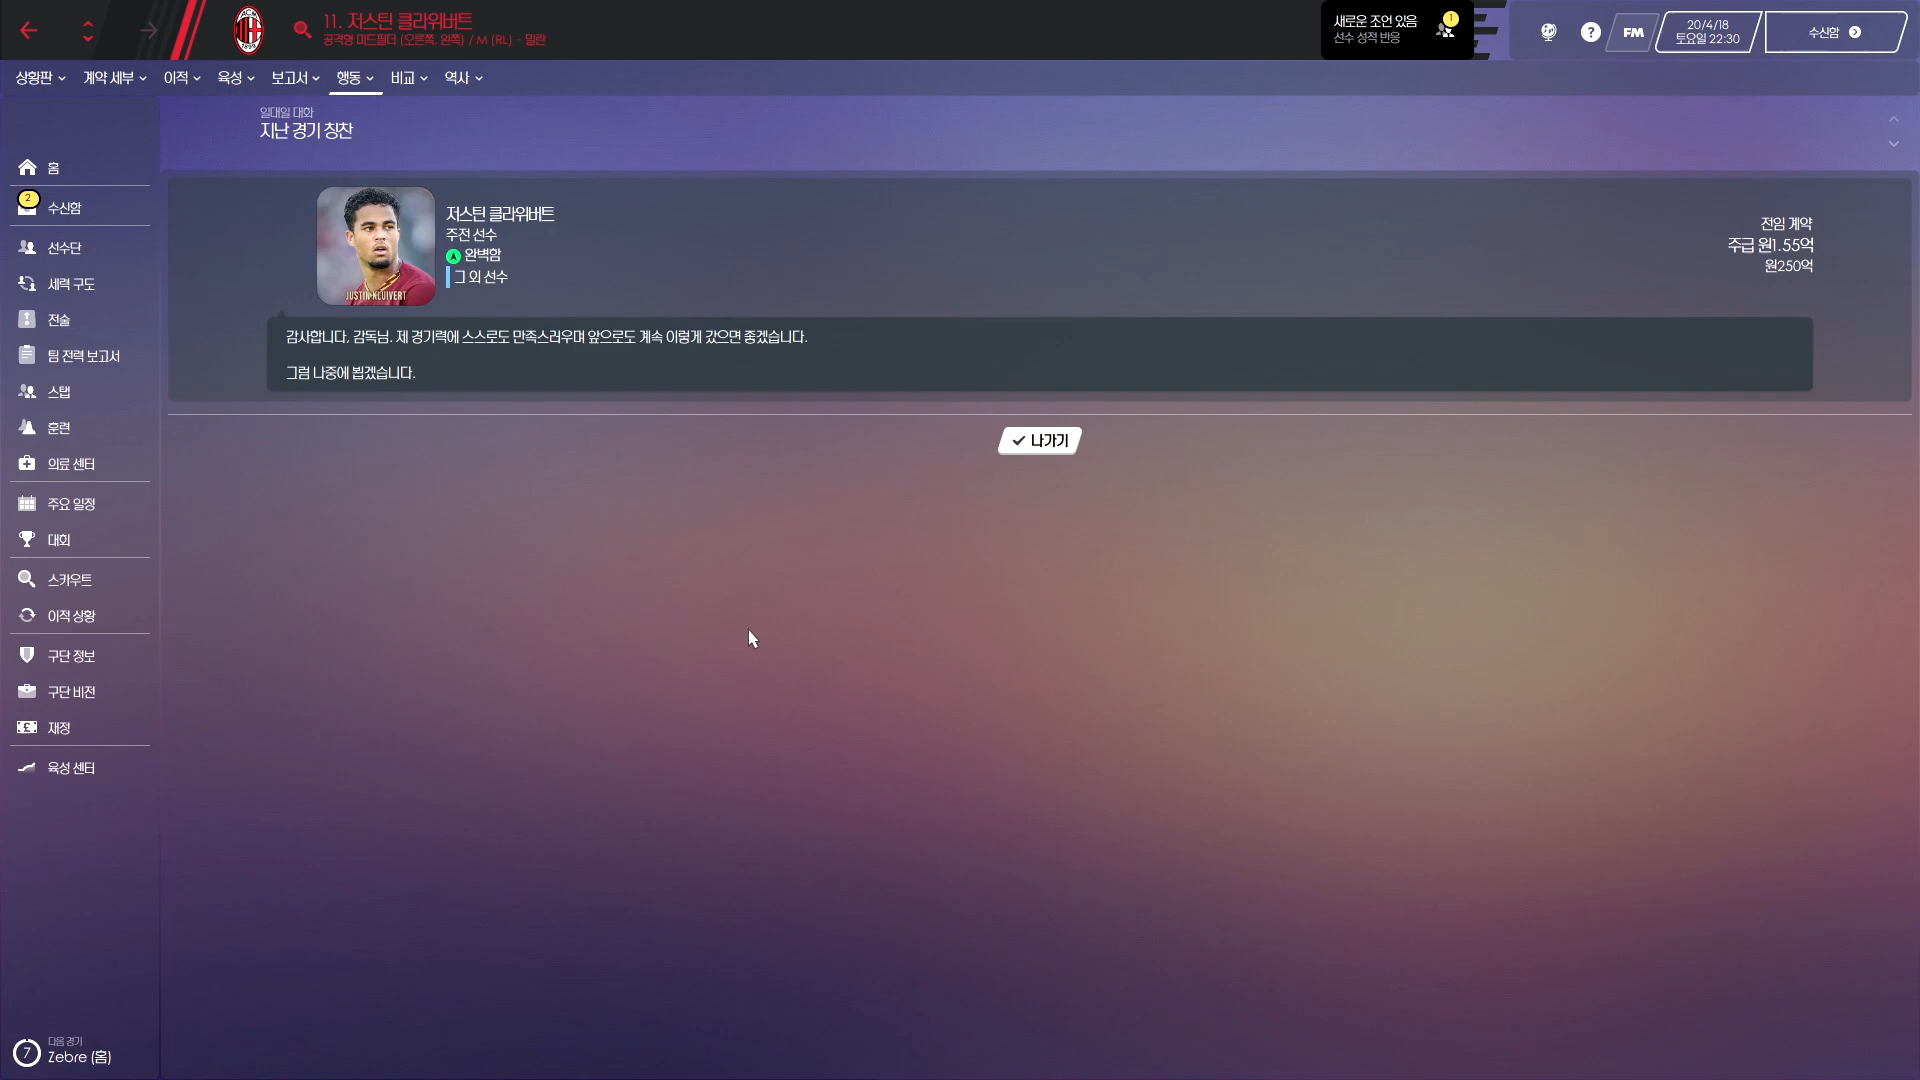 11. 저스틴 클라위버트
공격형 미드필더 (오른쪽, 왼쪽) / M (RL) - 밀란
새로운 조언 있음
선수 성적 반응
1
?
FM
20/4/18
토요일 22:30
수신함
상황판
계약 세부
이적
육성
보고서
행동
비교
역사
일대일 대화
지난 경기 칭찬
홈
2
수신함
선수단
세력 구도
전술
팀 전력 보고서
스탭
훈련
의료 센터
주요 일정
대회
스카우트
이적 상황
구단 정보
구단 비전
재정
육성 센터
JUSTIN KLUIVERT
저스틴 클라위버트
주전 선수
완벽함
그 외 선수
전임 계약
주급 원1.55억
원250억
감사합니다, 감독님. 제 경기력에 스스로도 만족스러우며 앞으로도 계속 이렇게 갔으면 좋겠습니다.
그럼 나중에 뵙겠습니다.
나가기
7
다음 경기
Zebre (홈)